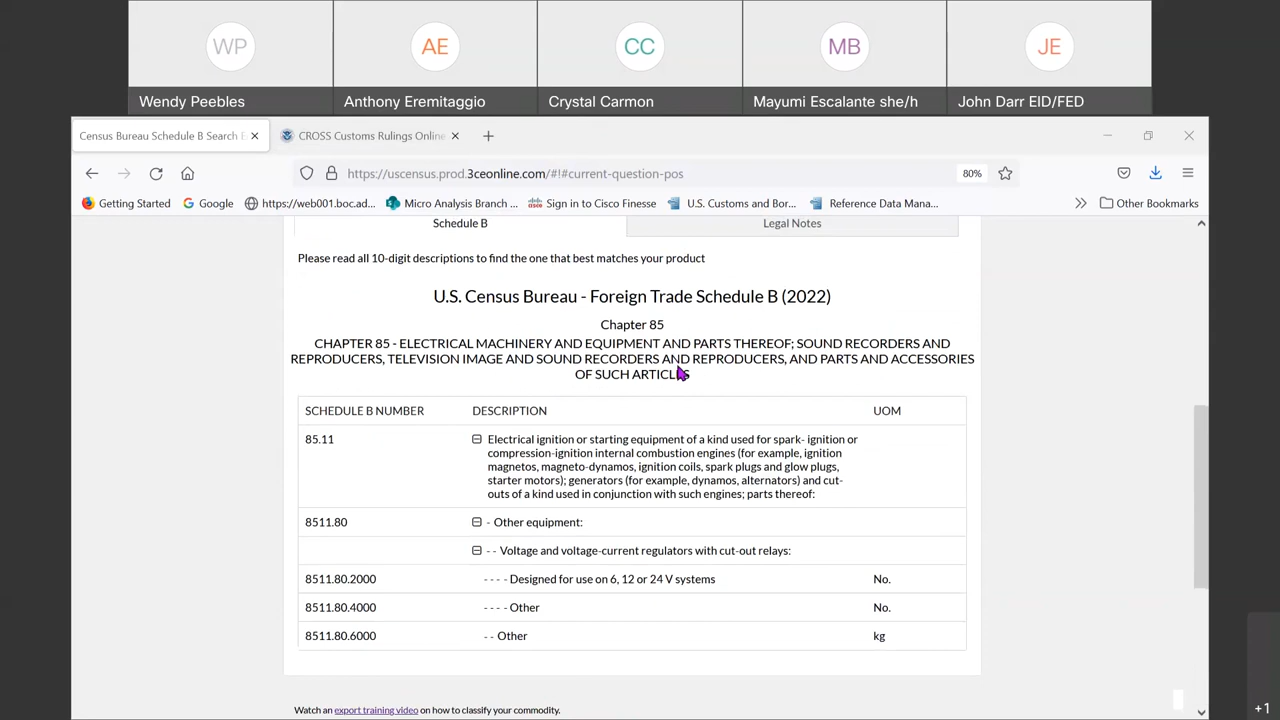 WP
AE
CC
MB
JE
Wendy Peebles
Anthony Eremitaggio
Crystal Carmon
Mayumi Escalante she/h
John Darr EID/FED
Census Bureau Schedule B Search E
CROSS Customs Rulings Online
https://uscensus.prod.3ceonline.com/#!#current-question-pos
80%
Getting Started
Google
https://web001.boc.ad...
Micro Analysis Branch ...
Sign in to Cisco Finesse
U.S. Customs and Bor...
Reference Data Mana...
Other Bookmarks
Schedule B
Legal Notes
Please read all 10-digit descriptions to find the one that best matches your product
U.S. Census Bureau - Foreign Trade Schedule B (2022)
Chapter 85
CHAPTER 85 - ELECTRICAL MACHINERY AND EQUIPMENT AND PARTS THEREOF; SOUND RECORDERS AND
REPRODUCERS, TELEVISION IMAGE AND SOUND RECORDERS AND REPRODUCERS, AND PARTS AND ACCESSORIES
OF SUCH ARTICLES
SCHEDULE B NUMBER DESCRIPTION UOM
85.11 Electrical ignition or starting equipment of a kind used for spark- ignition or
compression-ignition internal combustion engines (for example, ignition
magnetos, magneto-dynamos, ignition coils, spark plugs and glow plugs,
starter motors); generators (for example, dynamos, alternators) and cut-
outs of a kind used in conjunction with such engines; parts thereof:
8511.80 - Other equipment:
- - Voltage and voltage-current regulators with cut-out relays:
8511.80.2000 - - - - Designed for use on 6, 12 or 24 V systems No.
8511.80.4000 - - - - Other No.
8511.80.6000 - - Other kg
Watch an export training video on how to classify your commodity.
+1